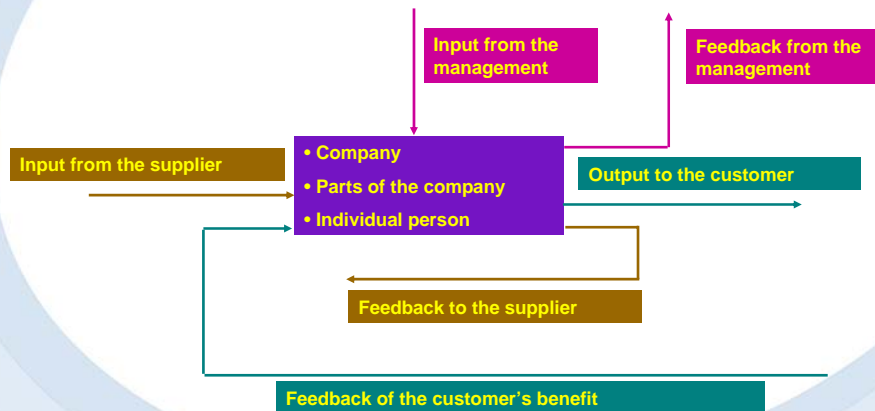 Input from the
management
Feedback from the
management
Input from the supplier
• Company
• Parts of the company
• Individual person
Output to the customer
Feedback to the supplier
Feedback of the customer's benefit